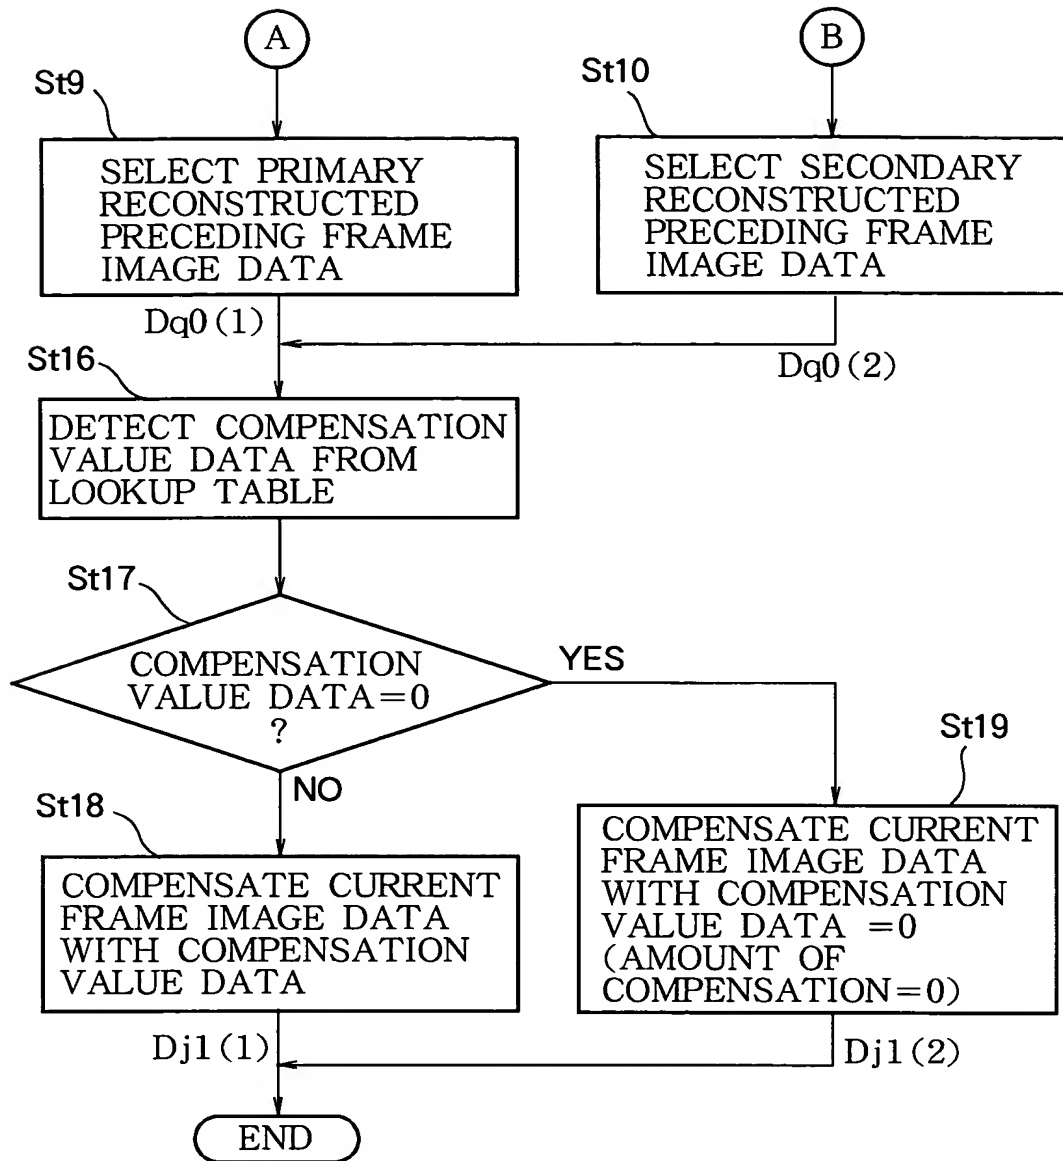 A
B
St9
St10
SELECT PRIMARY
RECONSTRUCTED
PRECEDING FRAME
IMAGE DATA
SELECT SECONDARY
RECONSTRUCTED
PRECEDING FRAME
IMAGE DATA
Dq0(1)
Dq0(2)
St16
DETECT COMPENSATION
VALUE DATA FROM
LOOKUP TABLE
St17
COMPENSATION
VALUE DATA=0
?
YES
NO
St18
COMPENSATE CURRENT
FRAME IMAGE DATA
WITH COMPENSATION
VALUE DATA
St19
COMPENSATE CURRENT
FRAME IMAGE DATA
WITH COMPENSATION
VALUE DATA =0
(AMOUNT OF
COMPENSATION=0)
Dj1(1)
Dj1(2)
END